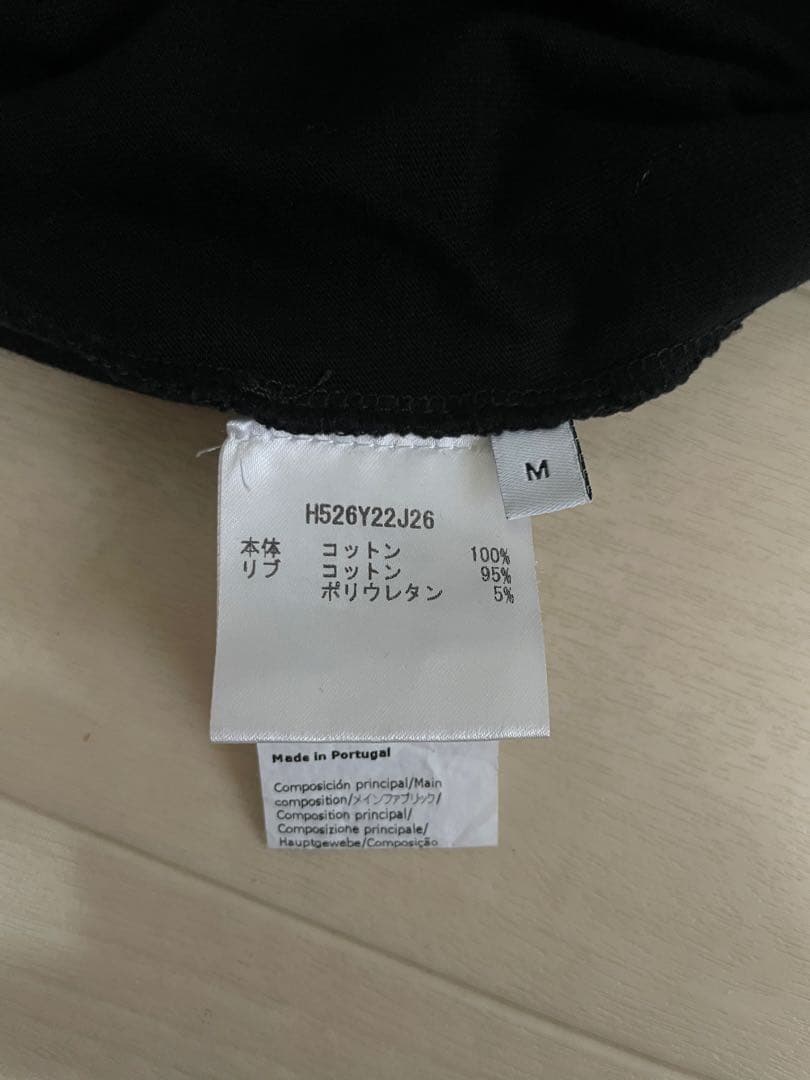 M
H526Y22J26
本体 コットン 100%
リブ コットン 95%
ポリウレタン 5%
Made in Portugal
Composición principal/Main
composition/メインファブリック/
Composition principal/
Composizione principale/
Hauptgewebe/Composição